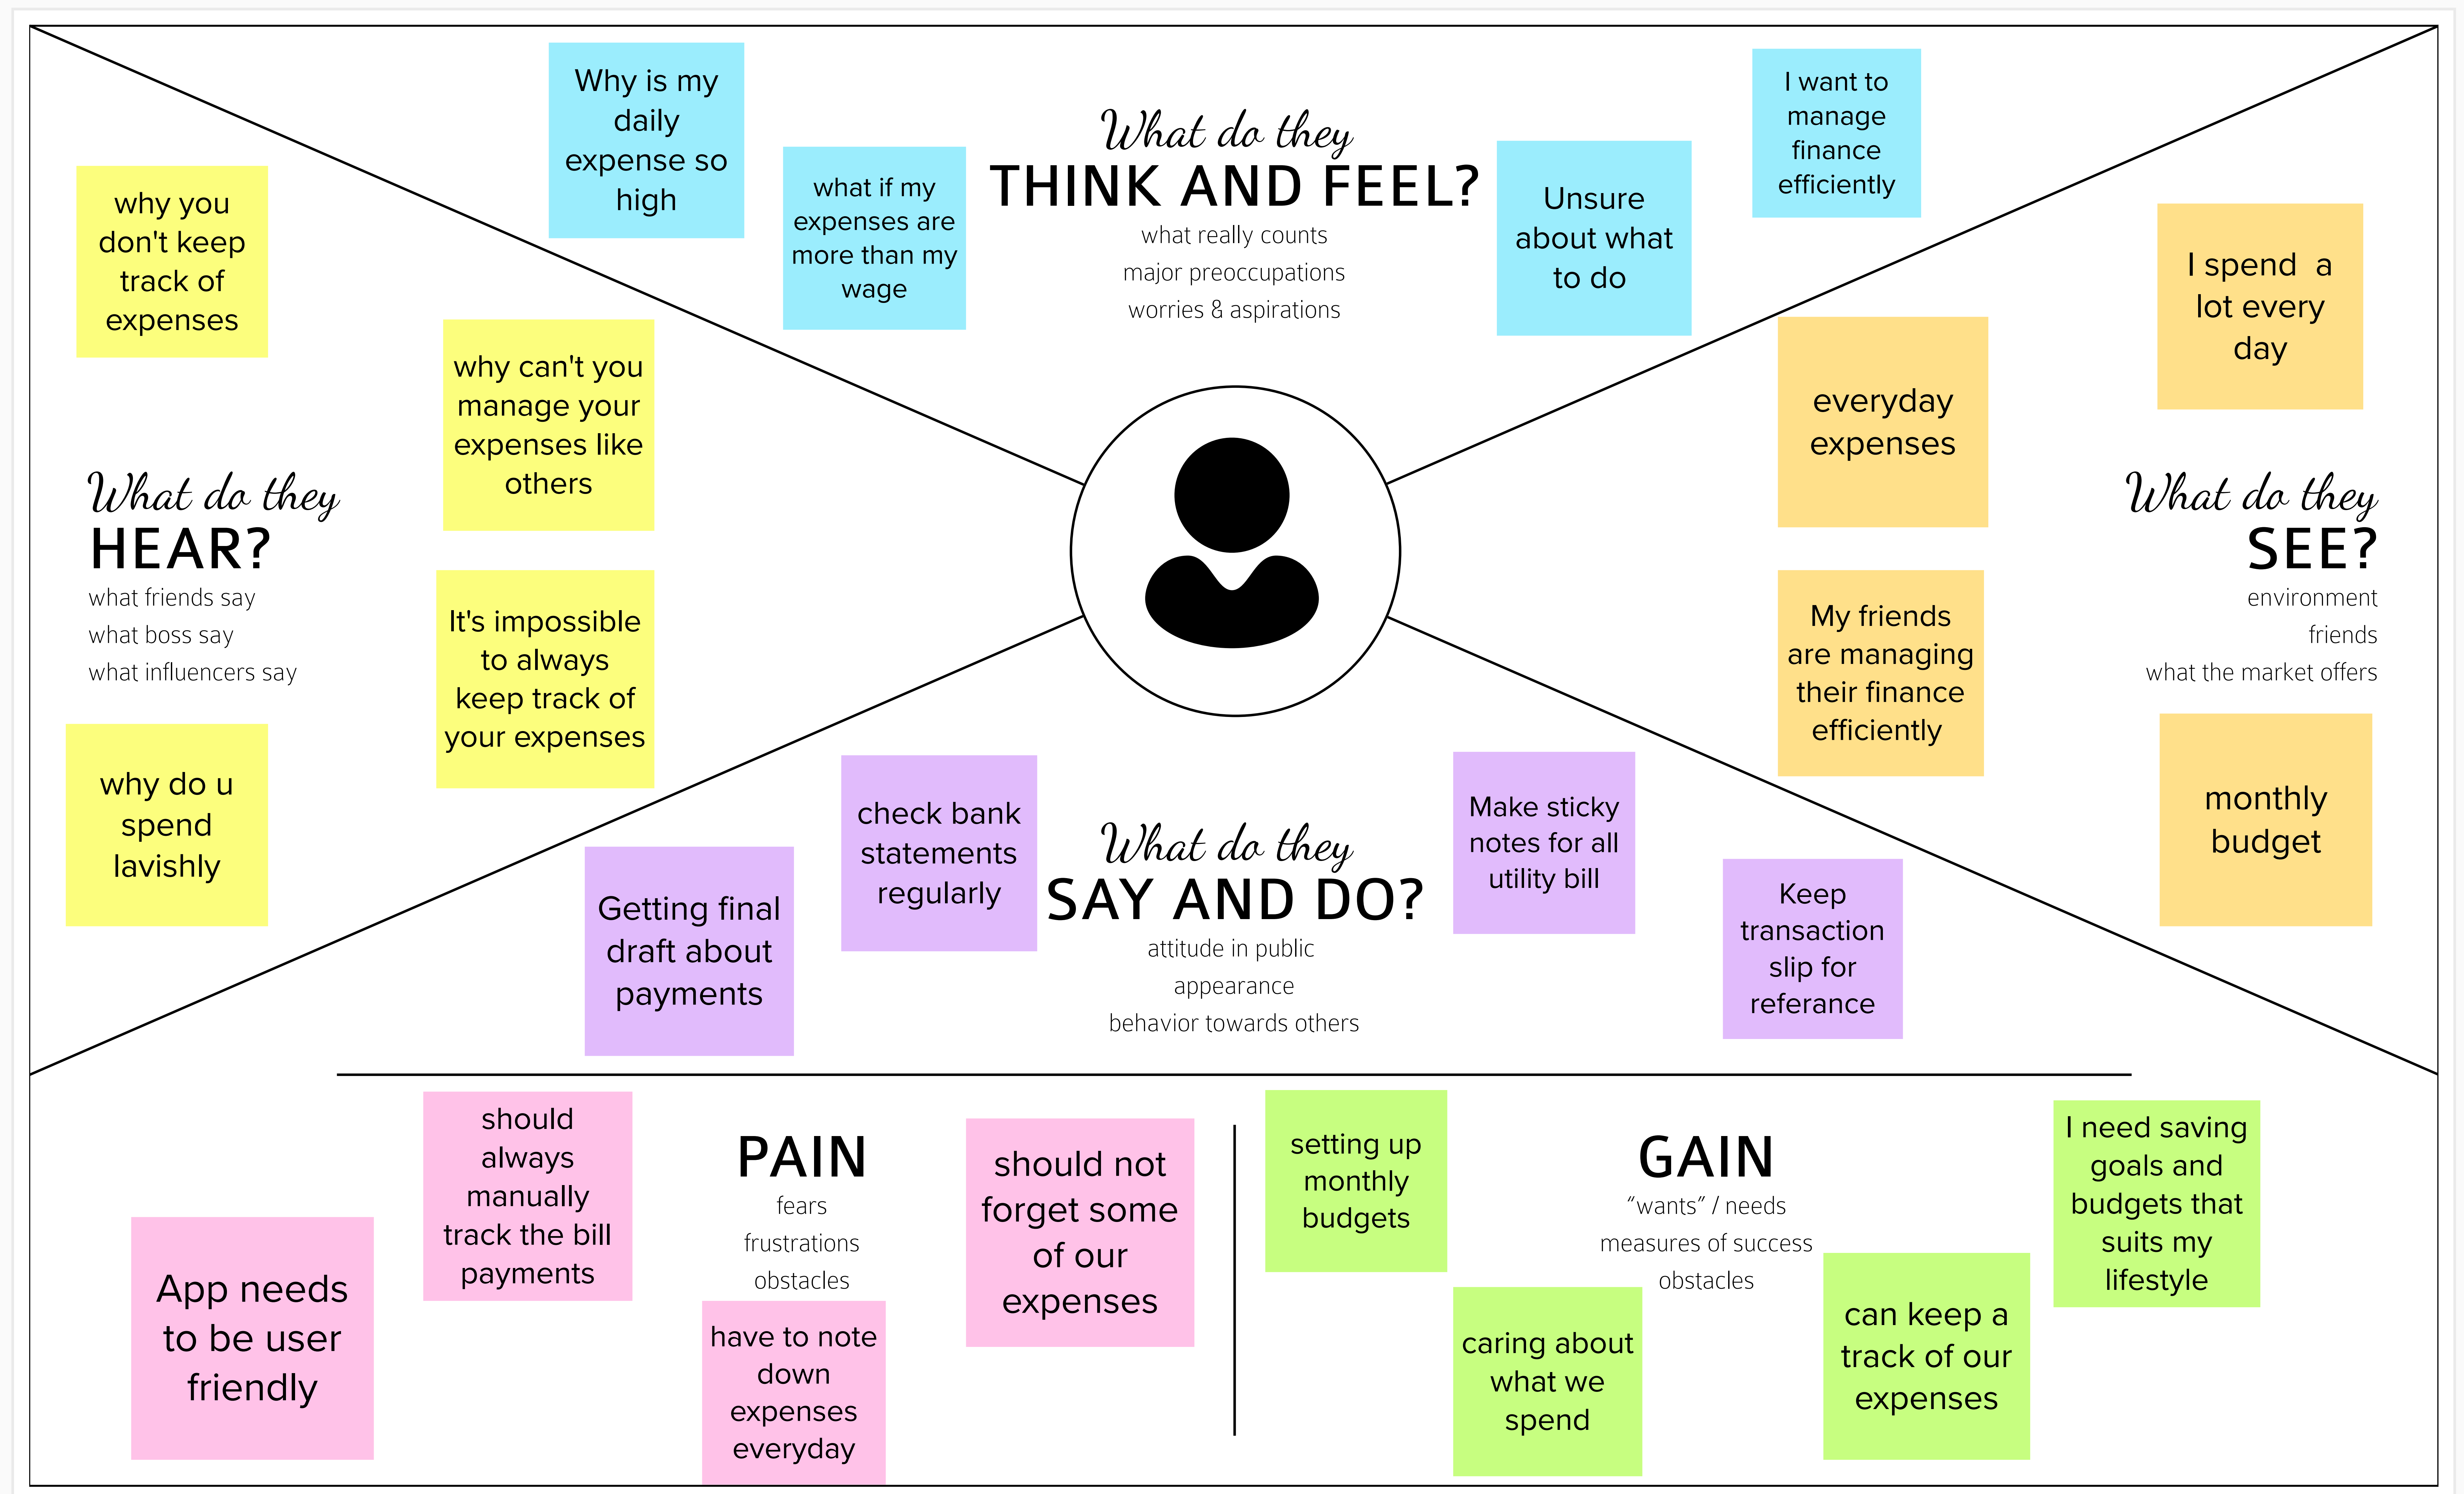 What do they
THINK AND FEEL?
what really counts
major preoccupations
worries & aspirations
Why is my
daily
expense so
high
what if my
expenses are
more than my
wage
Unsure
about what
to do
I want to
manage
finance
efficiently
What do they
HEAR?
what friends say
what boss say
what influencers say
why you
don't keep
track of
expenses
why can't you
manage your
expenses like
others
It's impossible
to always
keep track of
your expenses
why do u
spend
lavishly
What do they
SEE?
environment
friends
what the market offers
I spend  a
lot every
day
everyday
expenses
My friends
are managing
their finance
efficiently
monthly
budget
What do they
SAY AND DO?
attitude in public
appearance
behavior towards others
Getting final
draft about
payments
check bank
statements
regularly
Make sticky
notes for all
utility bill
Keep
transaction
slip for
referance
PAIN
fears
frustrations
obstacles
App needs
to be user
friendly
should
always
manually
track the bill
payments
have to note
down
expenses
everyday
should not
forget some
of our
expenses
GAIN
“wants” / needs
measures of success
obstacles
setting up
monthly
budgets
caring about
what we
spend
can keep a
track of our
expenses
I need saving
goals and
budgets that
suits my
lifestyle